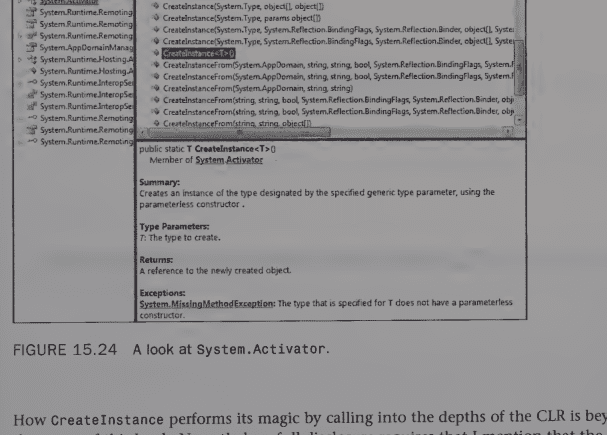 System.Activator
System.Runtime.Remoting
System.Runtime.Remoting
System.Runtime.Remoting
System.AppDomainManag
System.Runtime.Hosting.A
System.Runtime.Hosting.A
System.Runtime.InteropSe
System.Runtime.InteropSe
System.Runtime.InteropSe
System.Runtime.Remoting
System.Runtime.Remoting
System.Runtime.Remoting
CreateInstance(System.Type, object[], object[])
CreateInstance(System.Type, params object[])
CreateInstance(System.Type, System.Reflection.BindingFlags, System.Reflection.Binder, object[], Syste
CreateInstance(System.Type, System.Reflection.BindingFlags, System.Reflection.Binder, object[], Syste
CreateInstance<T>()
CreateInstanceFrom(System.AppDomain, string, string, bool, System.Reflection.BindingFlags, System.F
CreateInstanceFrom(System.AppDomain, string, string, bool, System.Reflection.BindingFlags, System.F
CreateInstanceFrom(System.AppDomain, string, string)
CreateInstanceFrom(string, string, bool, System.Reflection.BindingFlags, System.Reflection.Binder, obj
CreateInstanceFrom(string, string, bool, System.Reflection.BindingFlags, System.Reflection.Binder, obj
CreateInstanceFrom(string, string, object[])
public static T CreateInstance<T>()
Member of System.Activator
Summary:
Creates an instance of the type designated by the specified generic type parameter, using the
parameterless constructor .
Type Parameters:
T: The type to create.
Returns:
A reference to the newly created object.
Exceptions:
System.MissingMethodException: The type that is specified for T does not have a parameterless
constructor.
FIGURE 15.24 A look at System.Activator.
How CreateInstance performs its magic by calling into the depths of the CLR is bey